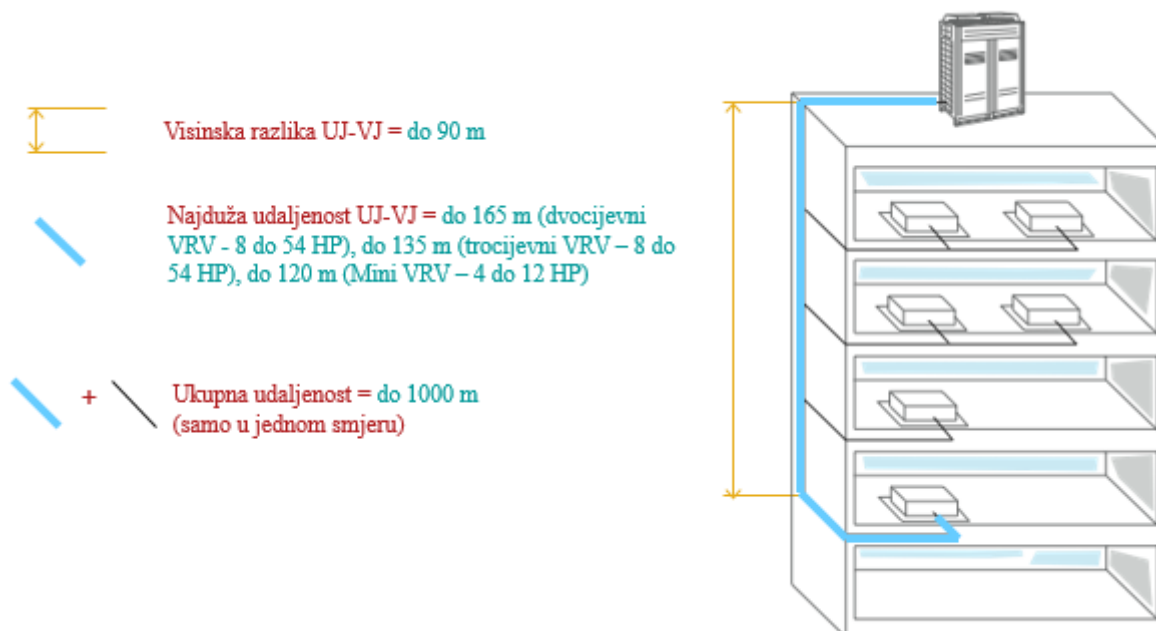 Visinska razlika UJ-VJ = do 90 m
Najduža udaljenost UJ-VJ = do 165 m (dvocijevni
VRV - 8 do 54 HP), do 135 m (trocijevni VRV – 8 do
54 HP), do 120 m (Mini VRV – 4 do 12 HP)
+ Ukupna udaljenost = do 1000 m
(samo u jednom smjeru)